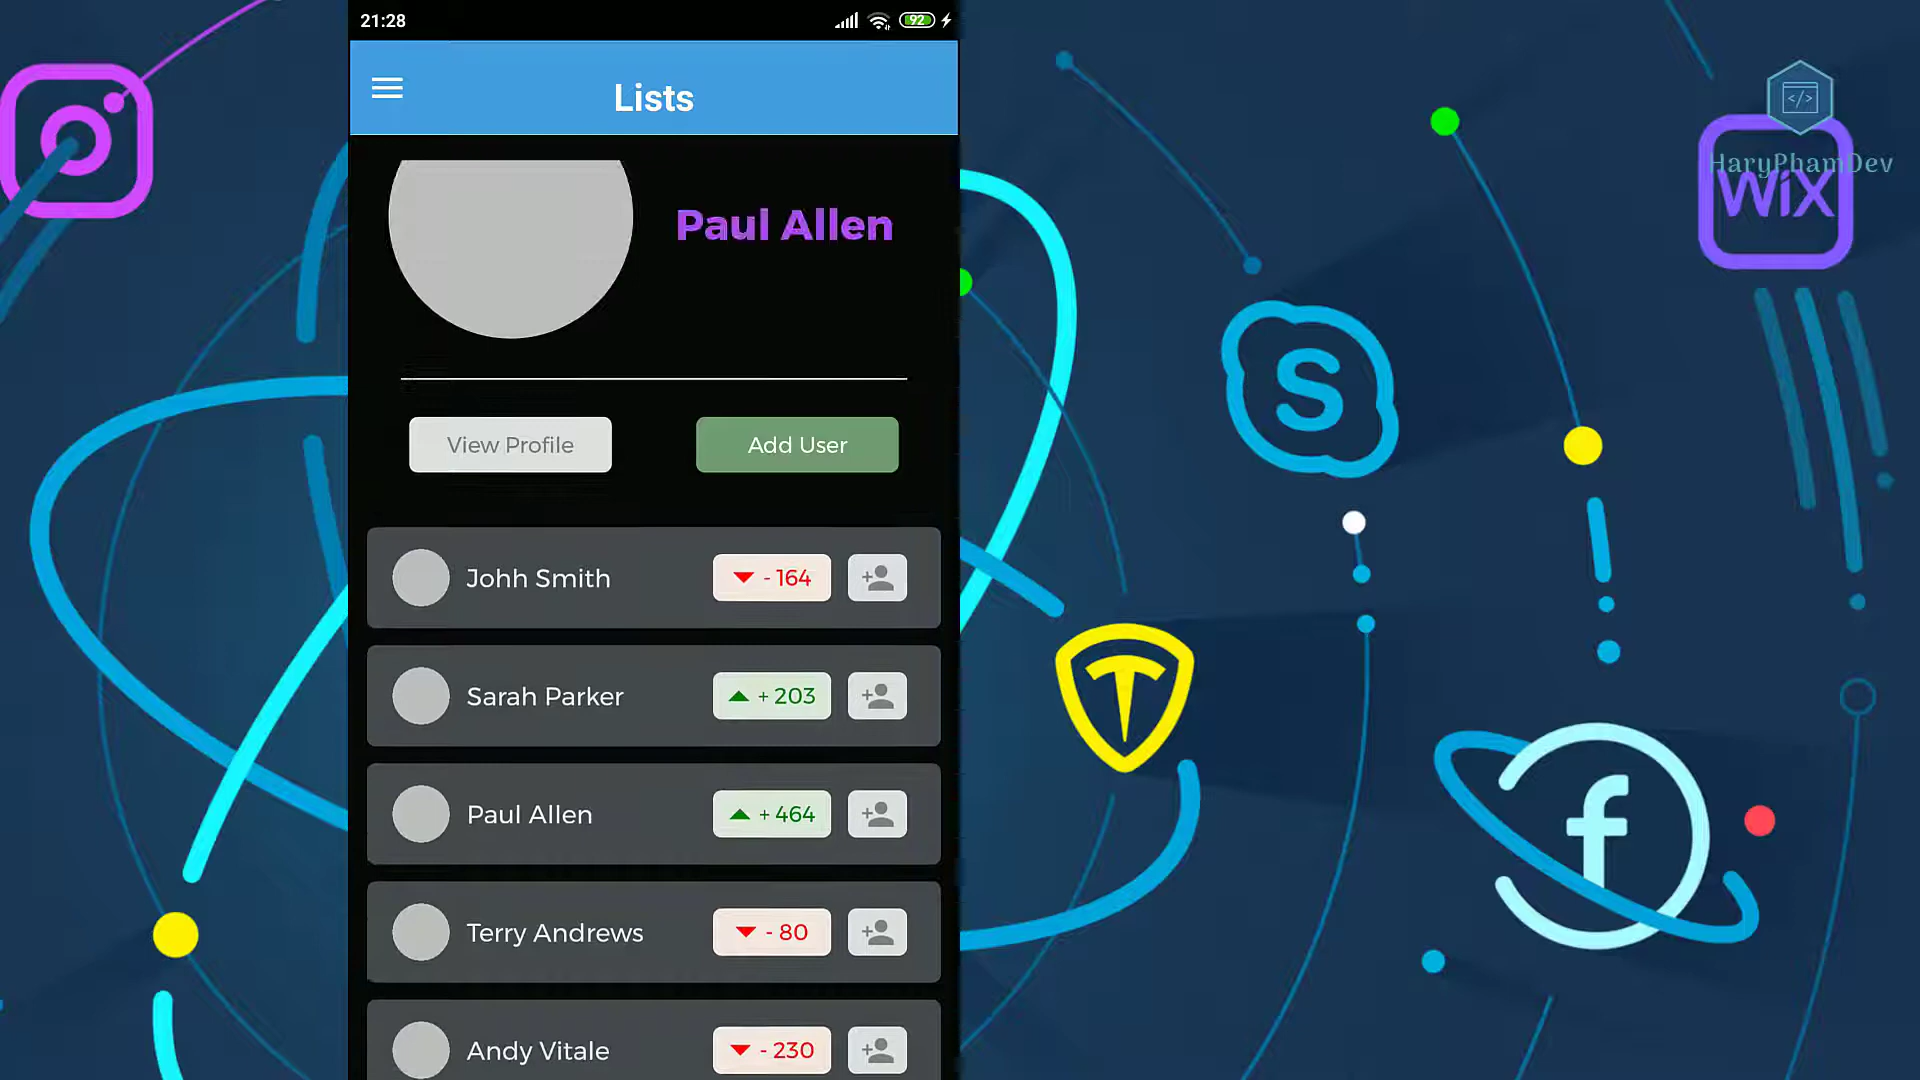 21:28
92
Lists
HaryPhamDev
WiX
Paul Allen
View Profile
Add User
Johh Smith
- 164
Sarah Parker
+ 203
Paul Allen
+ 464
Terry Andrews
- 80
Andy Vitale
- 230